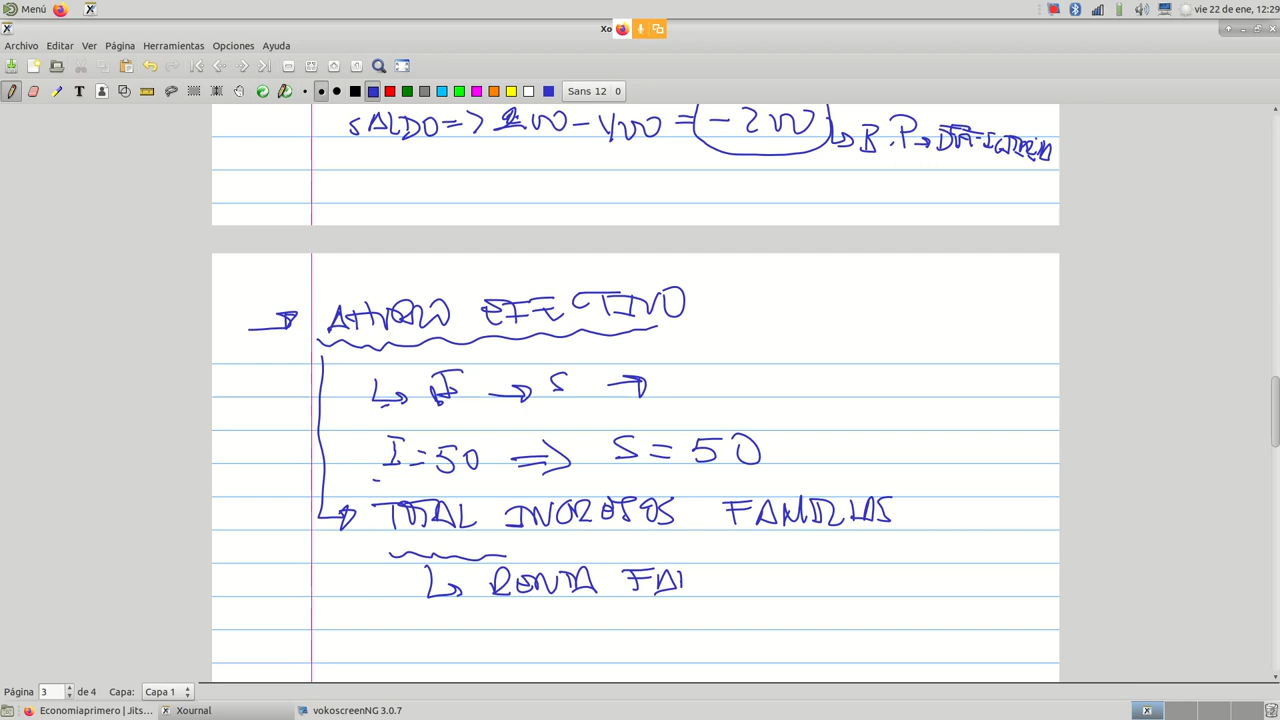 Menú vie 22 de ene, 12:29
Xo
Archivo Editar Ver Página Herramientas Opciones Ayuda
Sans 12 0
SALDO => 200 - 400 = -200 → B.P →
→ AHORRO EFECTIVO
↳ → S →
I = 50 => S = 50
→ TOTAL INGRESOS FAMILIAS
↳ RENTA FAI
Página 3 de 4 Capa: Capa 1
Economiaprimero | Jits... Xournal vokoscreenNG 3.0.7